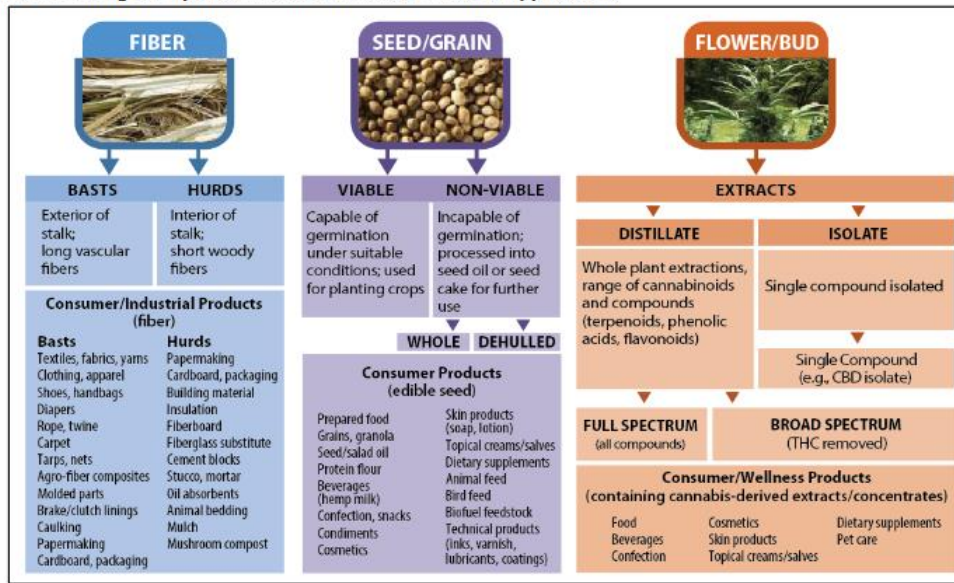 FIBER
BASTS
HURDS
Exterior of
stalk;
long vascular
fibers
Interior of
stalk;
short woody
fibers
Consumer/Industrial Products
(fiber)
Basts
Textiles, fabrics, yarns
Clothing, apparel
Shoes, handbags
Diapers
Rope, twine
Carpet
Tarps, nets
Agro-fiber composites
Molded parts
Brake/clutch linings
Caulking
Papermaking
Cardboard, packaging
Hurds
Papermaking
Cardboard, packaging
Building material
Insulation
Fiberboard
Fiberglass substitute
Cement blocks
Stucco, mortar
Oil absorbents
Animal bedding
Mulch
Mushroom compost
SEED/GRAIN
VIABLE
NON-VIABLE
Capable of
germination
under suitable
conditions; used
for planting crops
Incapable of
germination;
processed into
seed oil or seed
cake for further
use
WHOLE
DEHULLED
Consumer Products
(edible seed)
Prepared food
Grains, granola
Seed/salad oil
Protein flour
Beverages
(hemp milk)
Confection, snacks
Condiments
Cosmetics
Skin products
(soap, lotion)
Topical creams/salves
Dietary supplements
Animal feed
Bird feed
Biofuel feedstock
Technical products
(inks, varnish,
lubricants, coatings)
FLOWER/BUD
EXTRACTS
DISTILLATE
ISOLATE
Whole plant extractions,
range of cannabinoids
and compounds
(terpenoids, phenolic
acids, flavonoids)
Single compound isolated
Single Compound
(e.g., CBD isolate)
FULL SPECTRUM
(all compounds)
BROAD SPECTRUM
(THC removed)
Consumer/Wellness Products
(containing cannabis-derived extracts/concentrates)
Food
Beverages
Confection
Cosmetics
Skin products
Topical creams/salves
Dietary supplements
Pet care